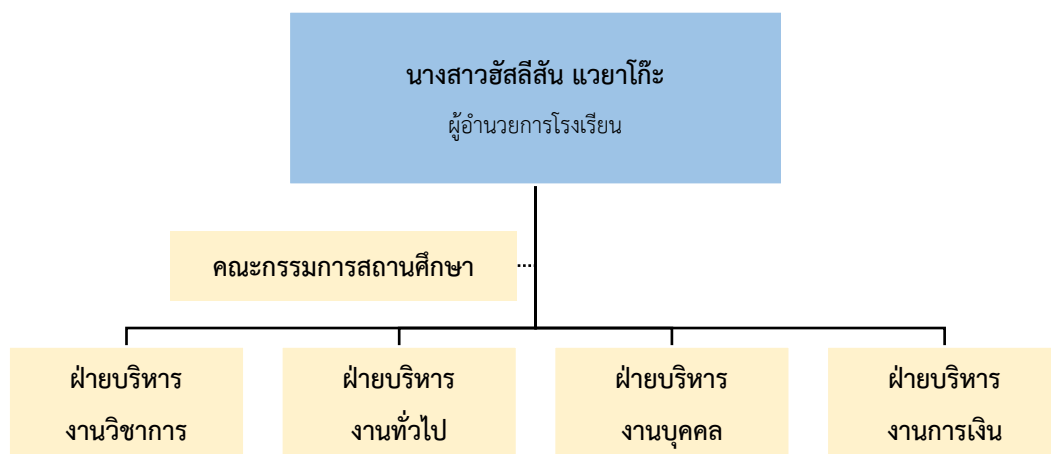 นางสาวฮัสลีสัน แวยาโก๊ะ
ผู้อำนวยการโรงเรียน
คณะกรรมการสถานศึกษา
ฝ่ายบริหาร
งานวิชาการ
ฝ่ายบริหาร
งานทั่วไป
ฝ่ายบริหาร
งานบุคคล
ฝ่ายบริหาร
งานการเงิน